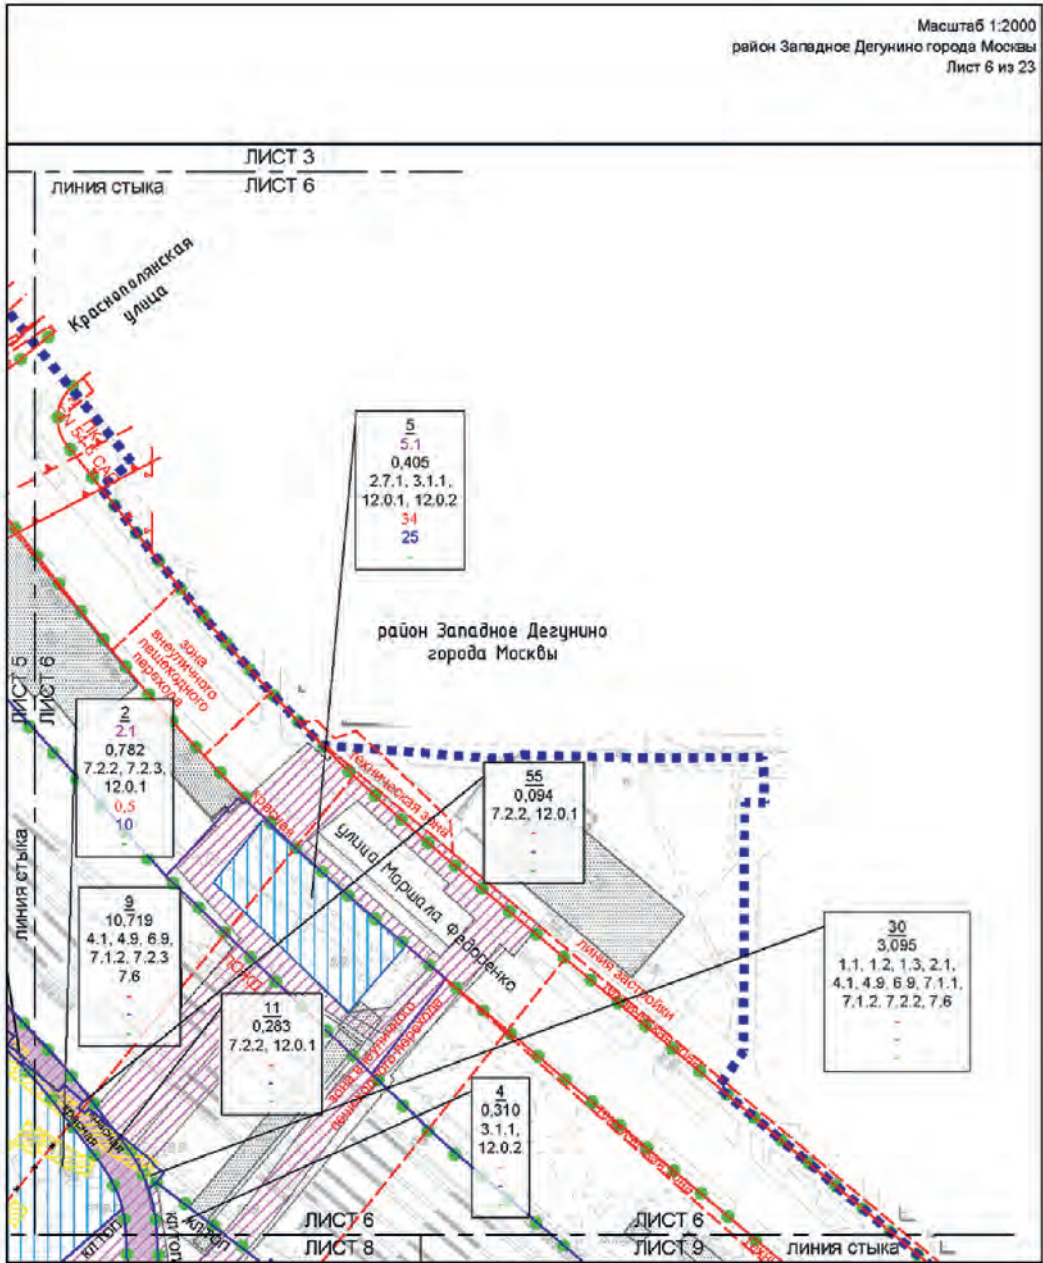 Масштаб 1:2000
район Западное Дегунино города Москвы
Лист 6 из 23
ЛИСТ 3
линия стыка
ЛИСТ 6
Краснополянская
улица
5
5.1
0,405
2.7.1, 3.1.1,
12.0.1, 12.0.2
34
25
-
район Западное Дегунино
города Москвы
зона
внеуличного
пешеходного
перехода
ЛИСТ 5
ЛИСТ 6
линия стыка
2
2.1
0,782
7.2.2, 7.2.3,
12.0.1
0,5
10
-
техническая зона
красная
улица Маршала Федоренко
55
0,094
7.2.2, 12.0.1
-
-
-
9
10,719
4.1, 4.9, 6.9,
7.1.2, 7.2.3
7.6
-
-
-
30
3,095
1.1, 1.2, 1.3, 2.1,
4.1, 4.9, 6.9, 7.1.1,
7.1.2, 7.2.2, 7.6
-
-
-
линия застройки
11
0,283
7.2.2, 12.0.1
-
-
-
зона внеуличного
пешеходного перехода
4
0,310
3.1.1,
12.0.2
-
-
-
красная
красная
ЛИСТ 6
ЛИСТ 6
ЛИСТ 8
ЛИСТ 9
линия стыка